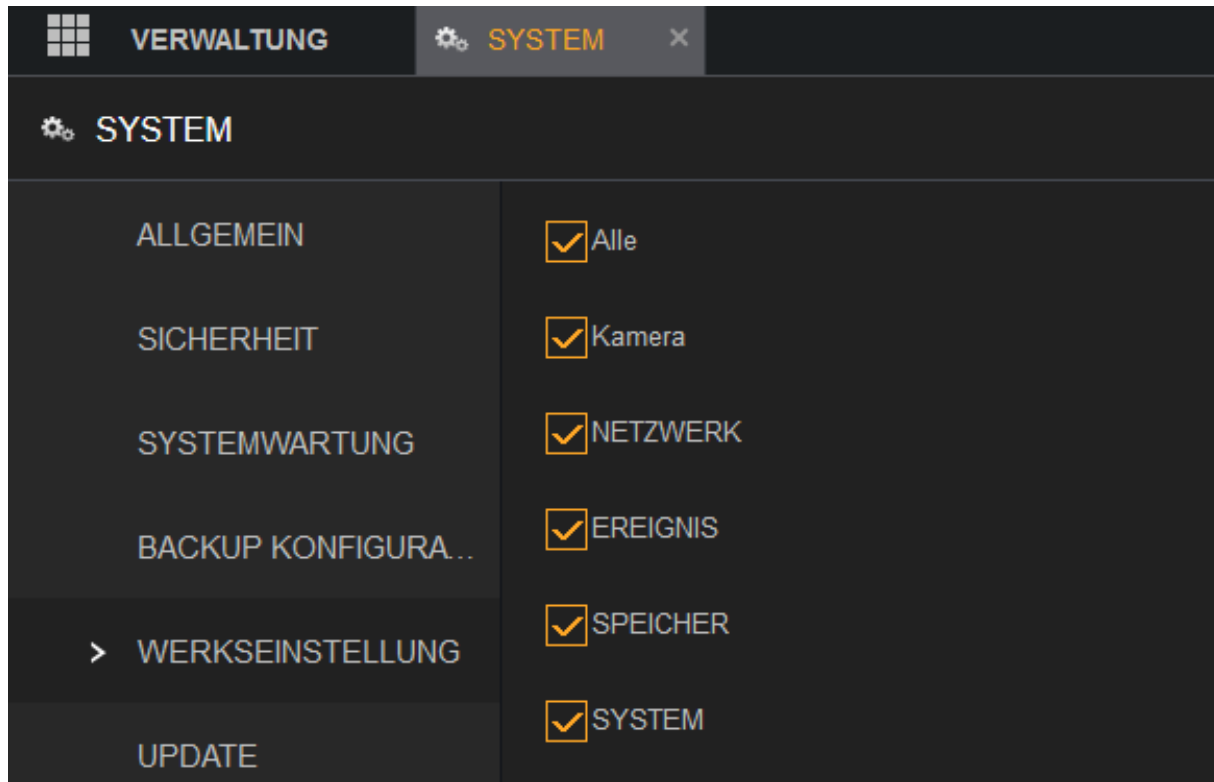 VERWALTUNG SYSTEM ×
SYSTEM
ALLGEMEIN
SICHERHEIT
SYSTEMWARTUNG
BACKUP KONFIGURA...
> WERKSEINSTELLUNG
UPDATE
Alle
Kamera
NETZWERK
EREIGNIS
SPEICHER
SYSTEM